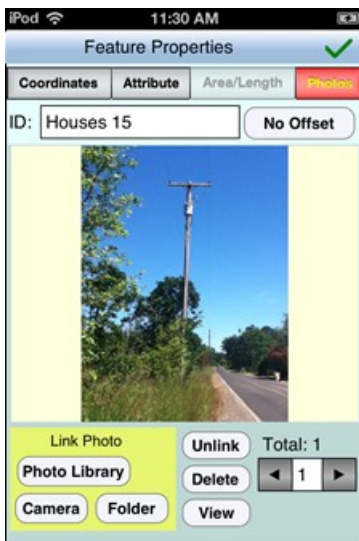 iPod 11:30 AM
Feature Properties
Coordinates Attribute Area/Length Photos
ID: Houses 15 No Offset
Link Photo
Photo Library
Camera Folder
Unlink
Delete
View
Total: 1
1